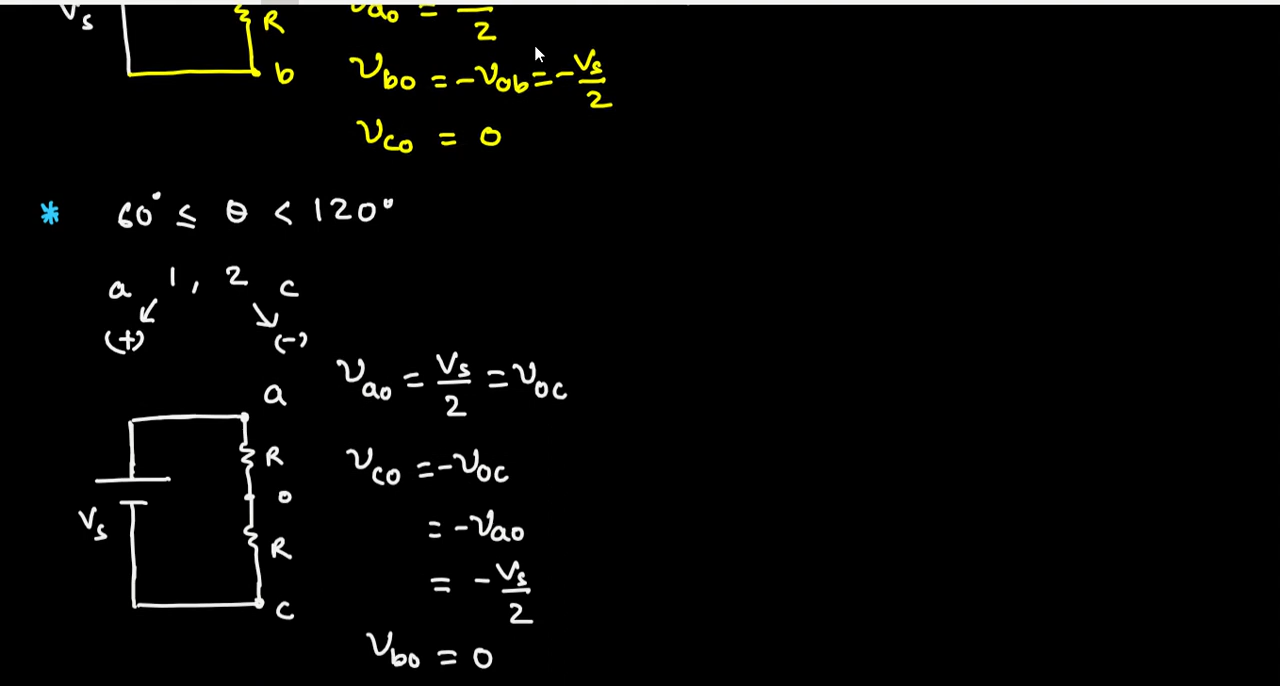 Vs R vao = — 2
b vbo = -vob = -Vs/2
vco = 0
* 60° ≤ θ < 120°
a 1, 2 c
(+) (-)
a vao = Vs/2 = voc
R vco = -voc
o
Vs = -vao
R
= -Vs/2
c
vbo = 0